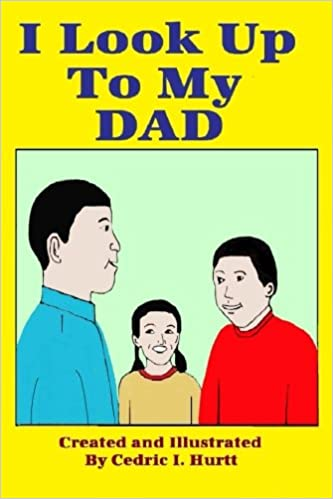 I Look Up
To My
DAD
Created and Illustrated
By Cedric I. Hurtt